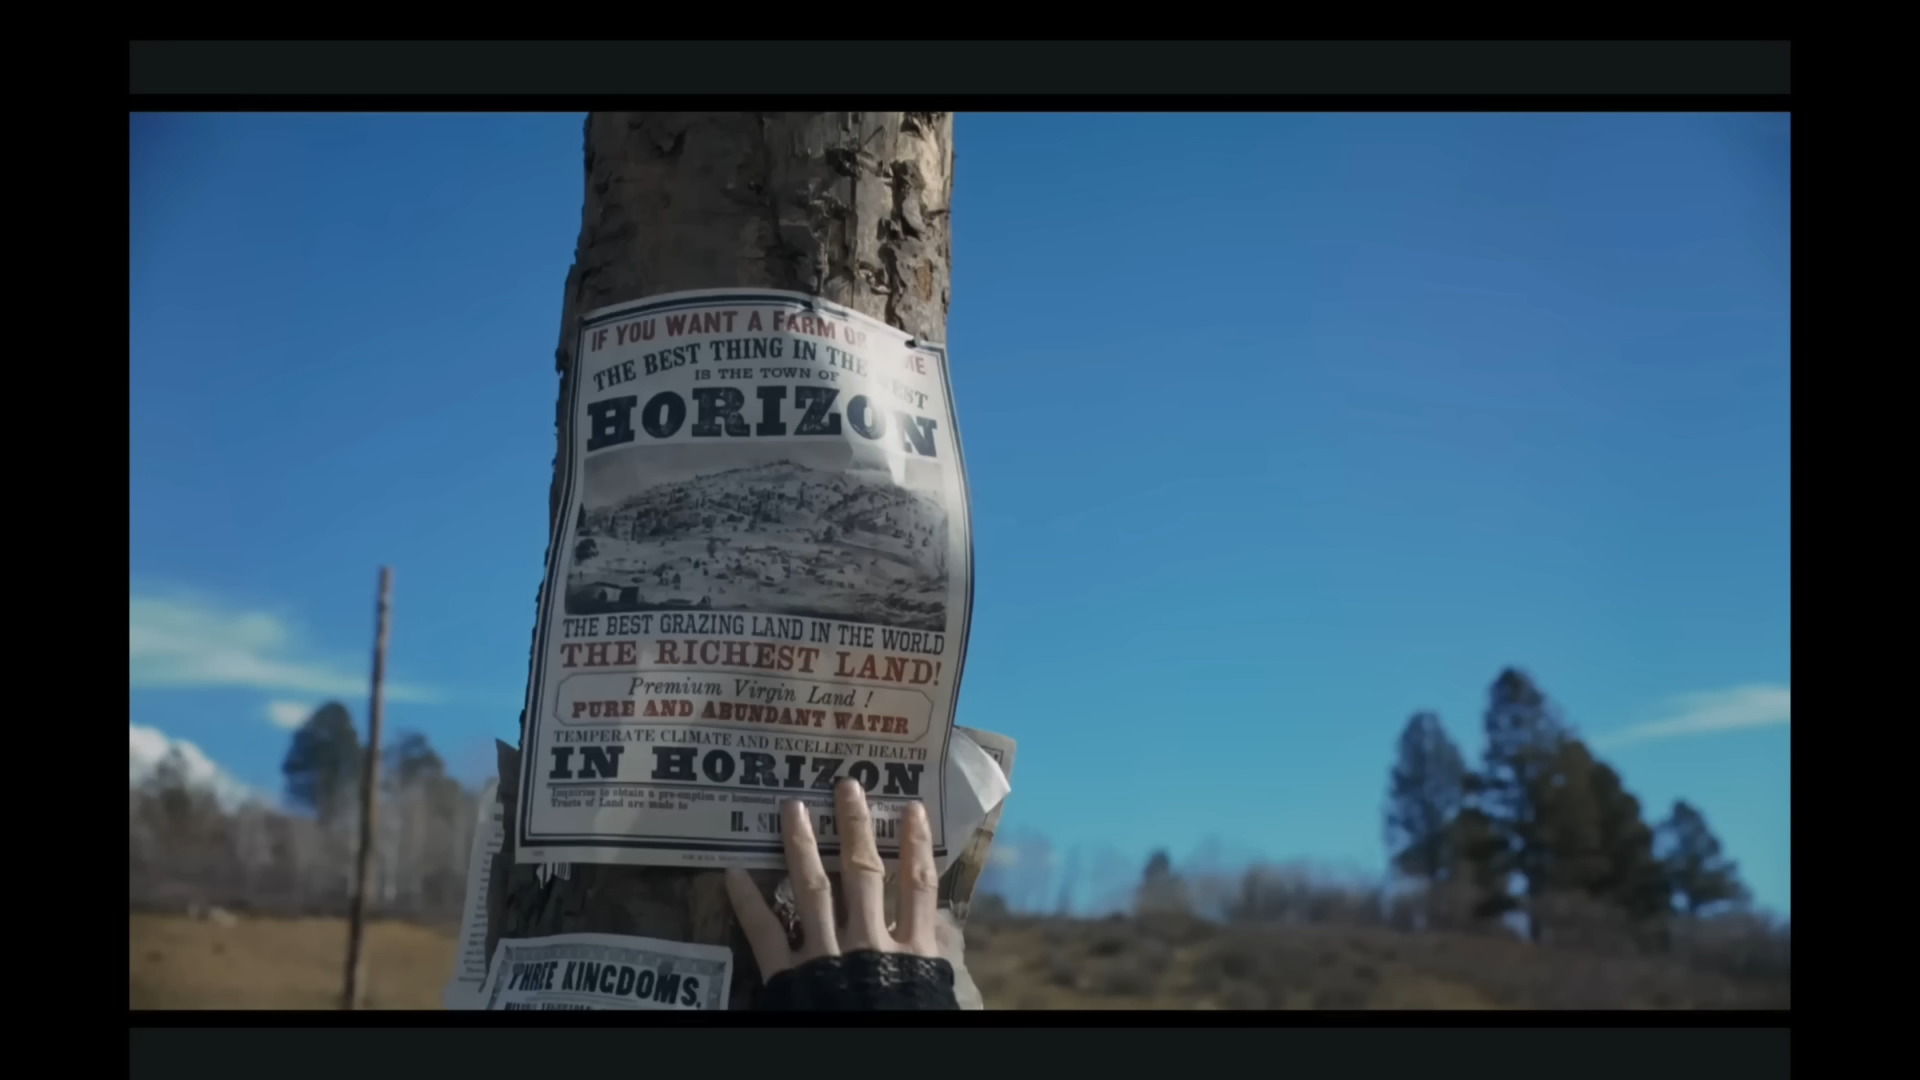 IF YOU WANT A FARM OR
THE BEST THING IN THE WEST
IS THE TOWN OF
HORIZON
THE BEST GRAZING LAND IN THE WORLD
THE RICHEST LAND!
Premium Virgin Land !
PURE AND ABUNDANT WATER
TEMPERATE CLIMATE AND EXCELLENT HEALTH
IN HORIZON
Inquiries to obtain a pre-emption or homestead
Tracts of Land are made to
H.
THREE KINGDOMS,